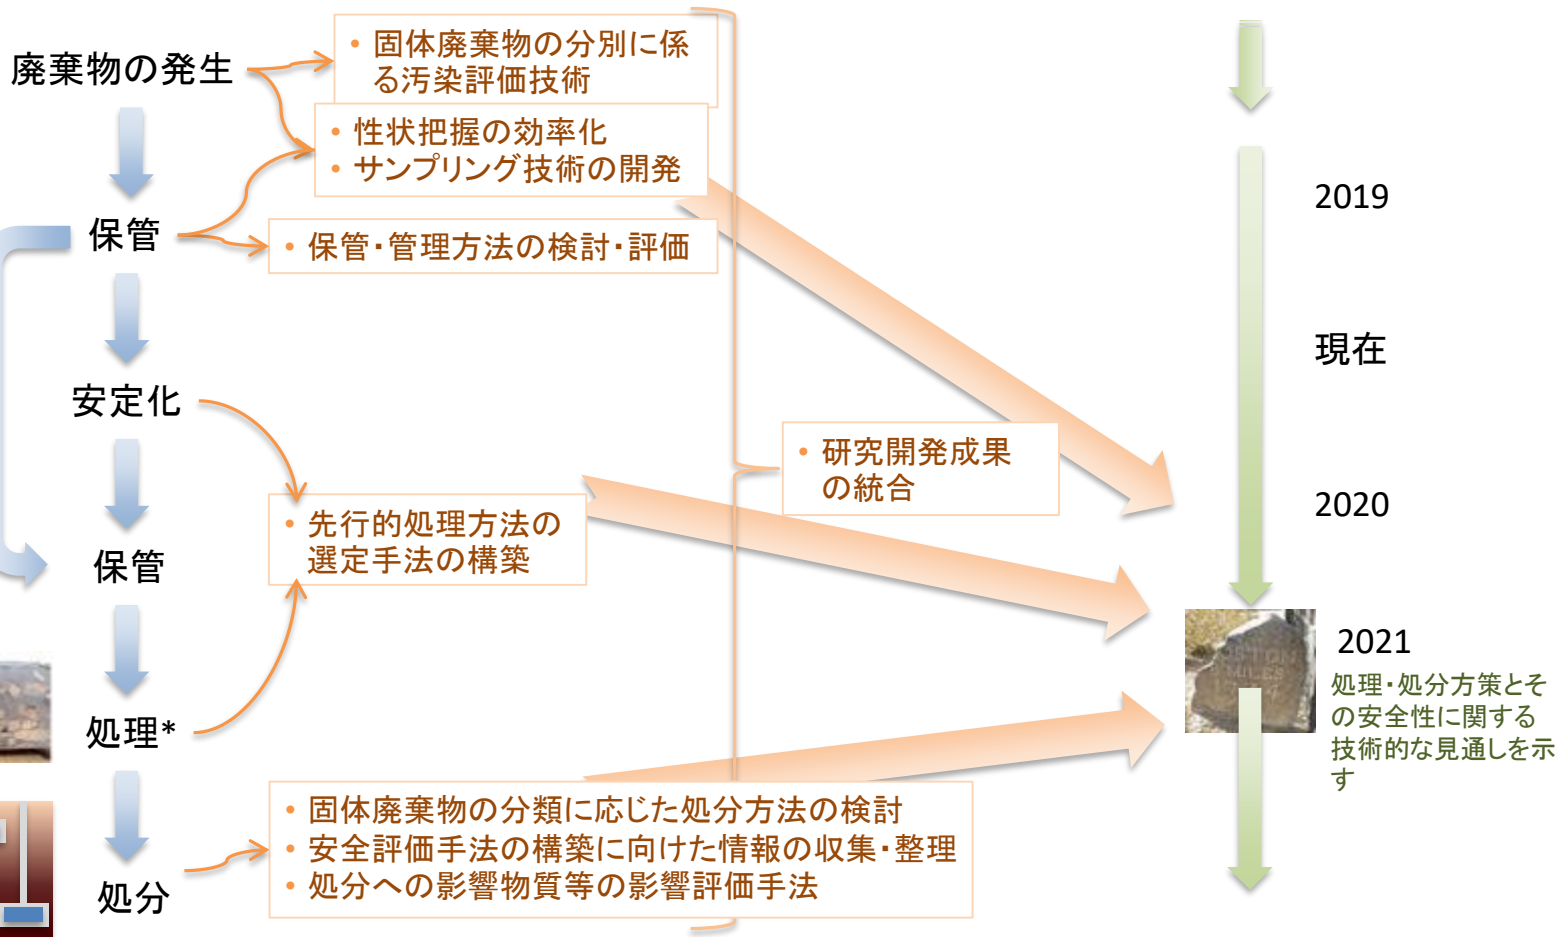 廃棄物の発生
保管
安定化
保管
処理*
処分
• 固体廃棄物の分別に係
る汚染評価技術
• 性状把握の効率化
• サンプリング技術の開発
• 保管・管理方法の検討・評価
• 先行的処理方法の
選定手法の構築
• 固体廃棄物の分類に応じた処分方法の検討
• 安全評価手法の構築に向けた情報の収集・整理
• 処分への影響物質等の影響評価手法
• 研究開発成果
の統合
2019
現在
2020
2021
処理・処分方策とそ
の安全性に関する
技術的な見通しを示
す